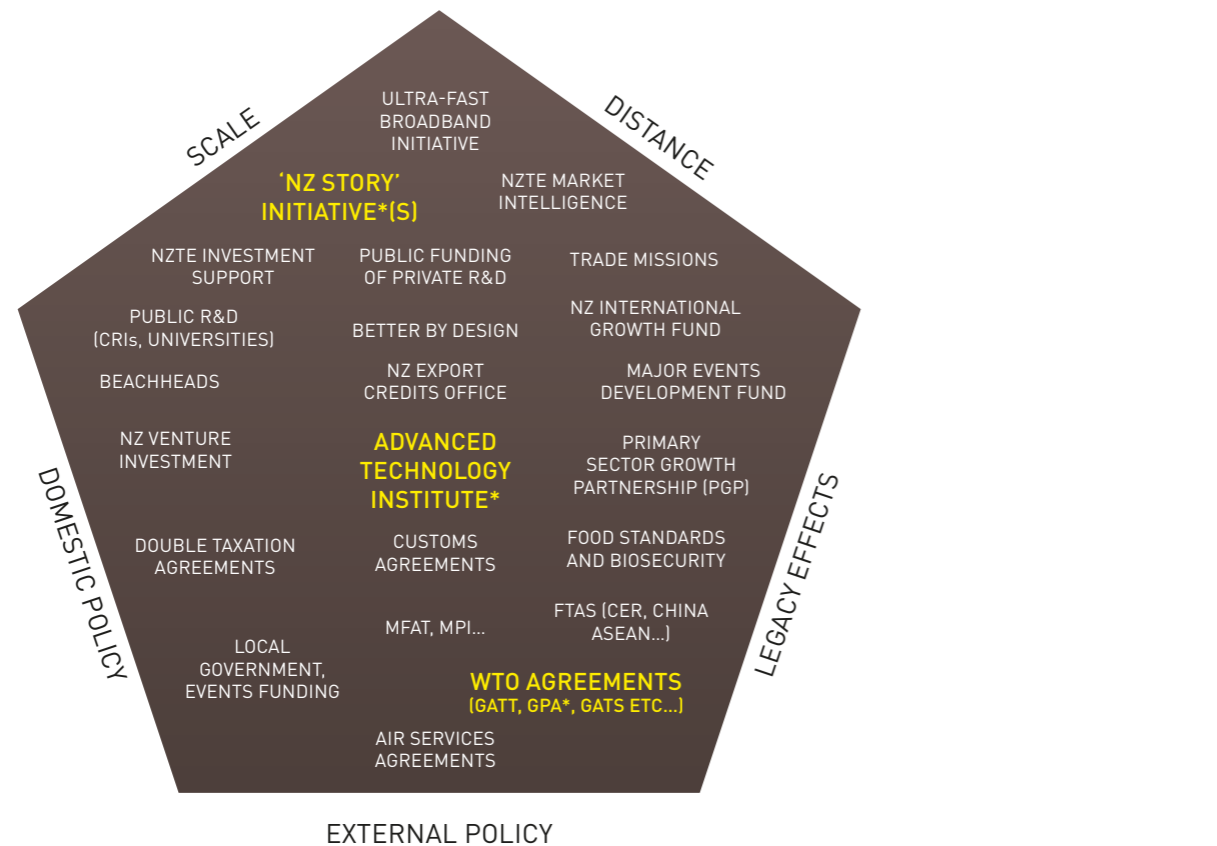 SCALE
DISTANCE
ULTRA-FAST
BROADBAND
INITIATIVE
‘NZ STORY’
INITIATIVE*(S)
NZTE MARKET
INTELLIGENCE
NZTE INVESTMENT
SUPPORT
PUBLIC FUNDING
OF PRIVATE R&D
TRADE MISSIONS
PUBLIC R&D
(CRIs, UNIVERSITIES)
BETTER BY DESIGN
NZ INTERNATIONAL
GROWTH FUND
BEACHHEADS
NZ EXPORT
CREDITS OFFICE
MAJOR EVENTS
DEVELOPMENT FUND
NZ VENTURE
INVESTMENT
ADVANCED
TECHNOLOGY
INSTITUTE*
PRIMARY
SECTOR GROWTH
PARTNERSHIP (PGP)
DOMESTIC POLICY
LEGACY EFFECTS
DOUBLE TAXATION
AGREEMENTS
CUSTOMS
AGREEMENTS
FOOD STANDARDS
AND BIOSECURITY
LOCAL
GOVERNMENT,
EVENTS FUNDING
MFAT, MPI...
FTAS (CER, CHINA
ASEAN...)
WTO AGREEMENTS
(GATT, GPA*, GATS ETC...)
AIR SERVICES
AGREEMENTS
EXTERNAL POLICY